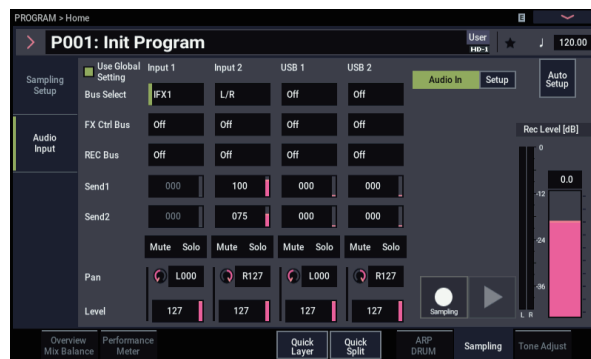 PROGRAM > Home
E
P001: Init Program
User
HD-1
♩ 120.00
Sampling
Setup
Audio
Input
Use Global
Setting
Input 1
Input 2
USB 1
USB 2
Audio In
Setup
Auto
Setup
Bus Select
IFX1
L/R
Off
Off
FX Ctrl Bus
Off
Off
Off
Off
REC Bus
Off
Off
Off
Off
Send1
000
100
000
000
Send2
000
075
000
000
Mute Solo
Mute Solo
Mute Solo
Mute Solo
Pan
L000
R127
L000
R127
Level
127
127
127
127
Rec Level [dB]
0
-12
-24
-36
L R
0.0
Sampling
Overview
Mix Balance
Performance
Meter
Quick
Layer
Quick
Split
ARP
DRUM
Sampling
Tone Adjust